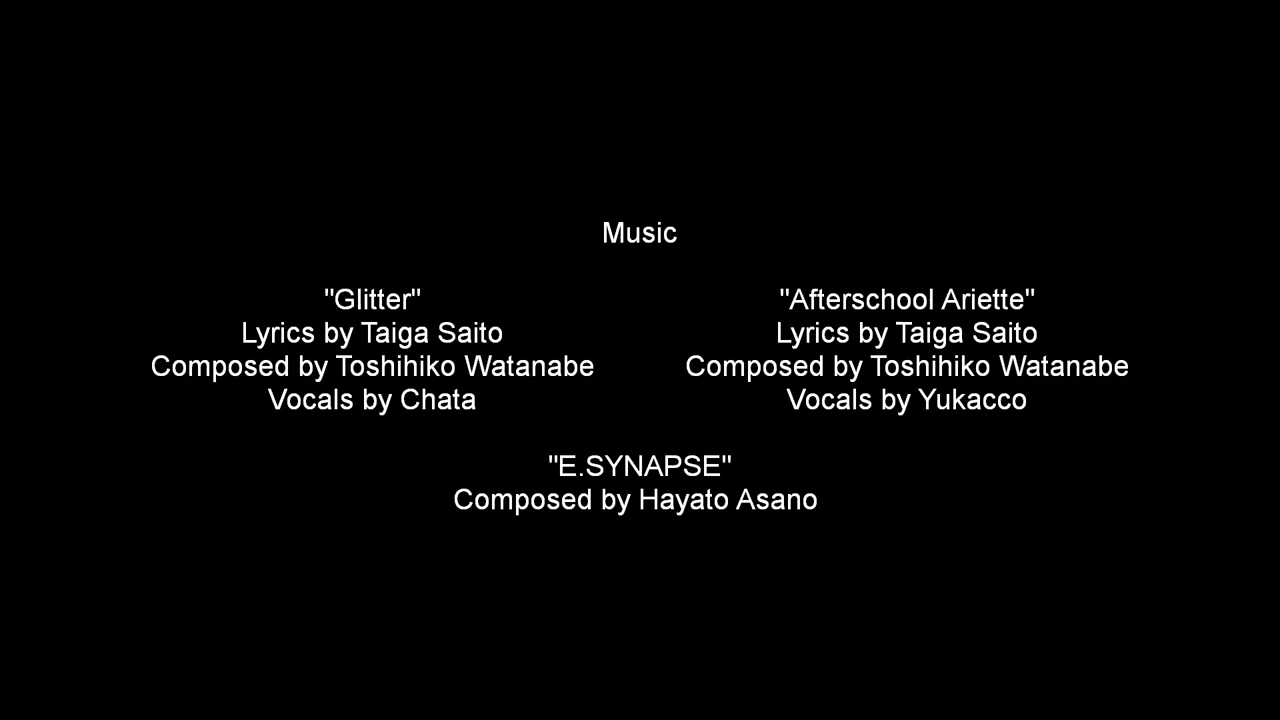 Music
"Glitter"
Lyrics by Taiga Saito
Composed by Toshihiko Watanabe
Vocals by Chata
"Afterschool Ariette"
Lyrics by Taiga Saito
Composed by Toshihiko Watanabe
Vocals by Yukacco
"E.SYNAPSE"
Composed by Hayato Asano